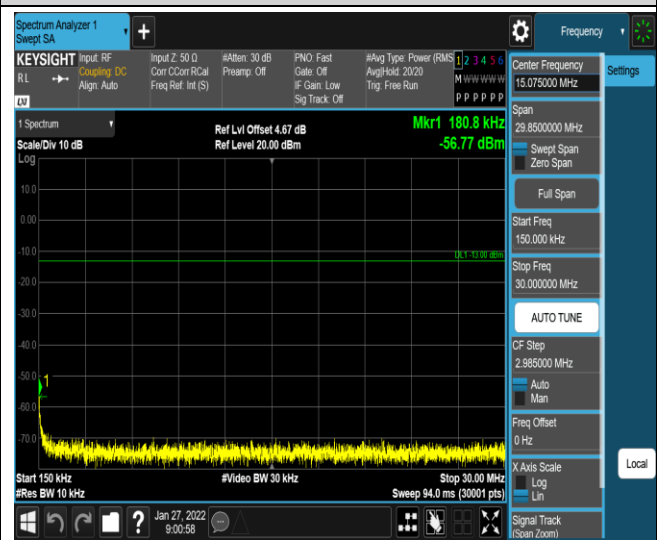 Spectrum Analyzer 1
Swept SA
Frequency
KEYSIGHT
RL
Input: RF
Coupling: DC
Align: Auto
Input Z: 50 Ω
Corr CCorr RCal
Freq Ref: Int (S)
#Atten: 30 dB
Preamp: Off
PNO: Fast
Gate: Off
IF Gain: Low
Sig Track: Off
#Avg Type: Power (RMS
Avg|Hold: 20/20
Trig: Free Run
1 2 3 4 5 6
M W W W W W
P P P P P P
1 Spectrum
Scale/Div 10 dB
Ref Lvl Offset 4.67 dB
Ref Level 20.00 dBm
Mkr1 180.8 kHz
-56.77 dBm
Log
10.0
0.00
-10.0
DL1 -13.00 dBm
-20.0
-30.0
-40.0
-50.0
1
-60.0
-70.0
Start 150 kHz
#Res BW 10 kHz
#Video BW 30 kHz
Stop 30.00 MHz
Sweep 94.0 ms (30001 pts)
Center Frequency
15.075000 MHz
Settings
Span
29.8500000 MHz
Swept Span
Zero Span
Full Span
Start Freq
150.000 kHz
Stop Freq
30.000000 MHz
AUTO TUNE
CF Step
2.985000 MHz
Auto
Man
Freq Offset
0 Hz
X Axis Scale
Log
Lin
Local
Signal Track
(Span Zoom)
?
Jan 27, 2022
9:00:58